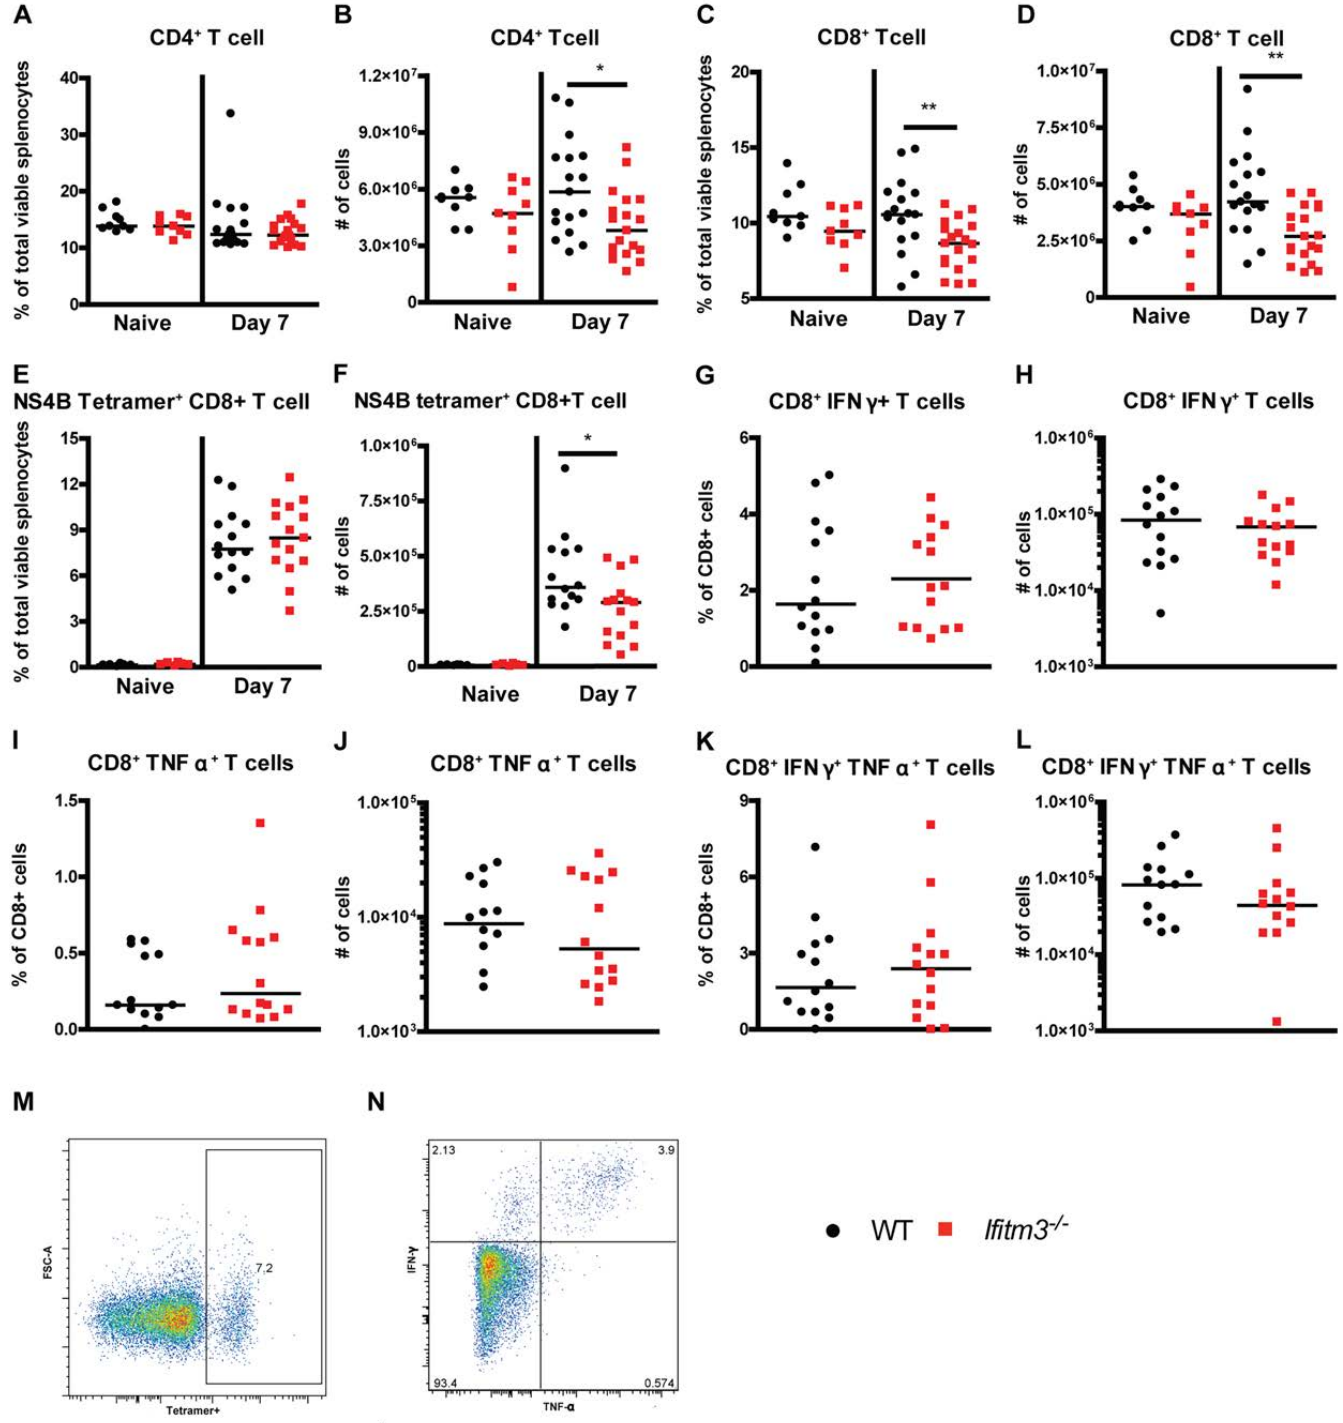 A
CD4⁺ T cell
% of total viable splenocytes
40
30
20
10
0
Naive Day 7
B
CD4⁺ Tcell
# of cells
1.2×10⁷
9.0×10⁶
6.0×10⁶
3.0×10⁶
0
*
Naive Day 7
C
CD8⁺ Tcell
% of total viable splenocytes
20
15
10
5
**
Naive Day 7
D
CD8⁺ T cell
# of cells
1.0×10⁷
7.5×10⁶
5.0×10⁶
2.5×10⁶
0
**
Naive Day 7
E
NS4B Tetramer⁺ CD8+ T cell
% of total viable splenocytes
15
12
9
6
3
0
Naive Day 7
F
NS4B tetramer⁺ CD8+T cell
# of cells
1.0×10⁶
7.5×10⁵
5.0×10⁵
2.5×10⁵
0
*
Naive Day 7
G
CD8⁺ IFN γ+ T cells
% of CD8+ cells
6
4
2
0
H
CD8⁺ IFN γ⁺ T cells
# of cells
1.0×10⁶
1.0×10⁵
1.0×10⁴
1.0×10³
I
CD8⁺ TNF α⁺ T cells
% of CD8+ cells
1.5
1.0
0.5
0.0
J
CD8⁺ TNF α⁺ T cells
# of cells
1.0×10⁵
1.0×10⁴
1.0×10³
K
CD8⁺ IFN γ⁺ TNF α⁺ T cells
% of CD8+ cells
9
6
3
0
L
CD8⁺ IFN γ⁺ TNF α⁺ T cells
# of cells
1.0×10⁶
1.0×10⁵
1.0×10⁴
1.0×10³
M
FSC-A
7.2
Tetramer+
N
IFN-γ
2.13 3.9
93.4 0.574
TNF-α
WT Ifitm3⁻/⁻